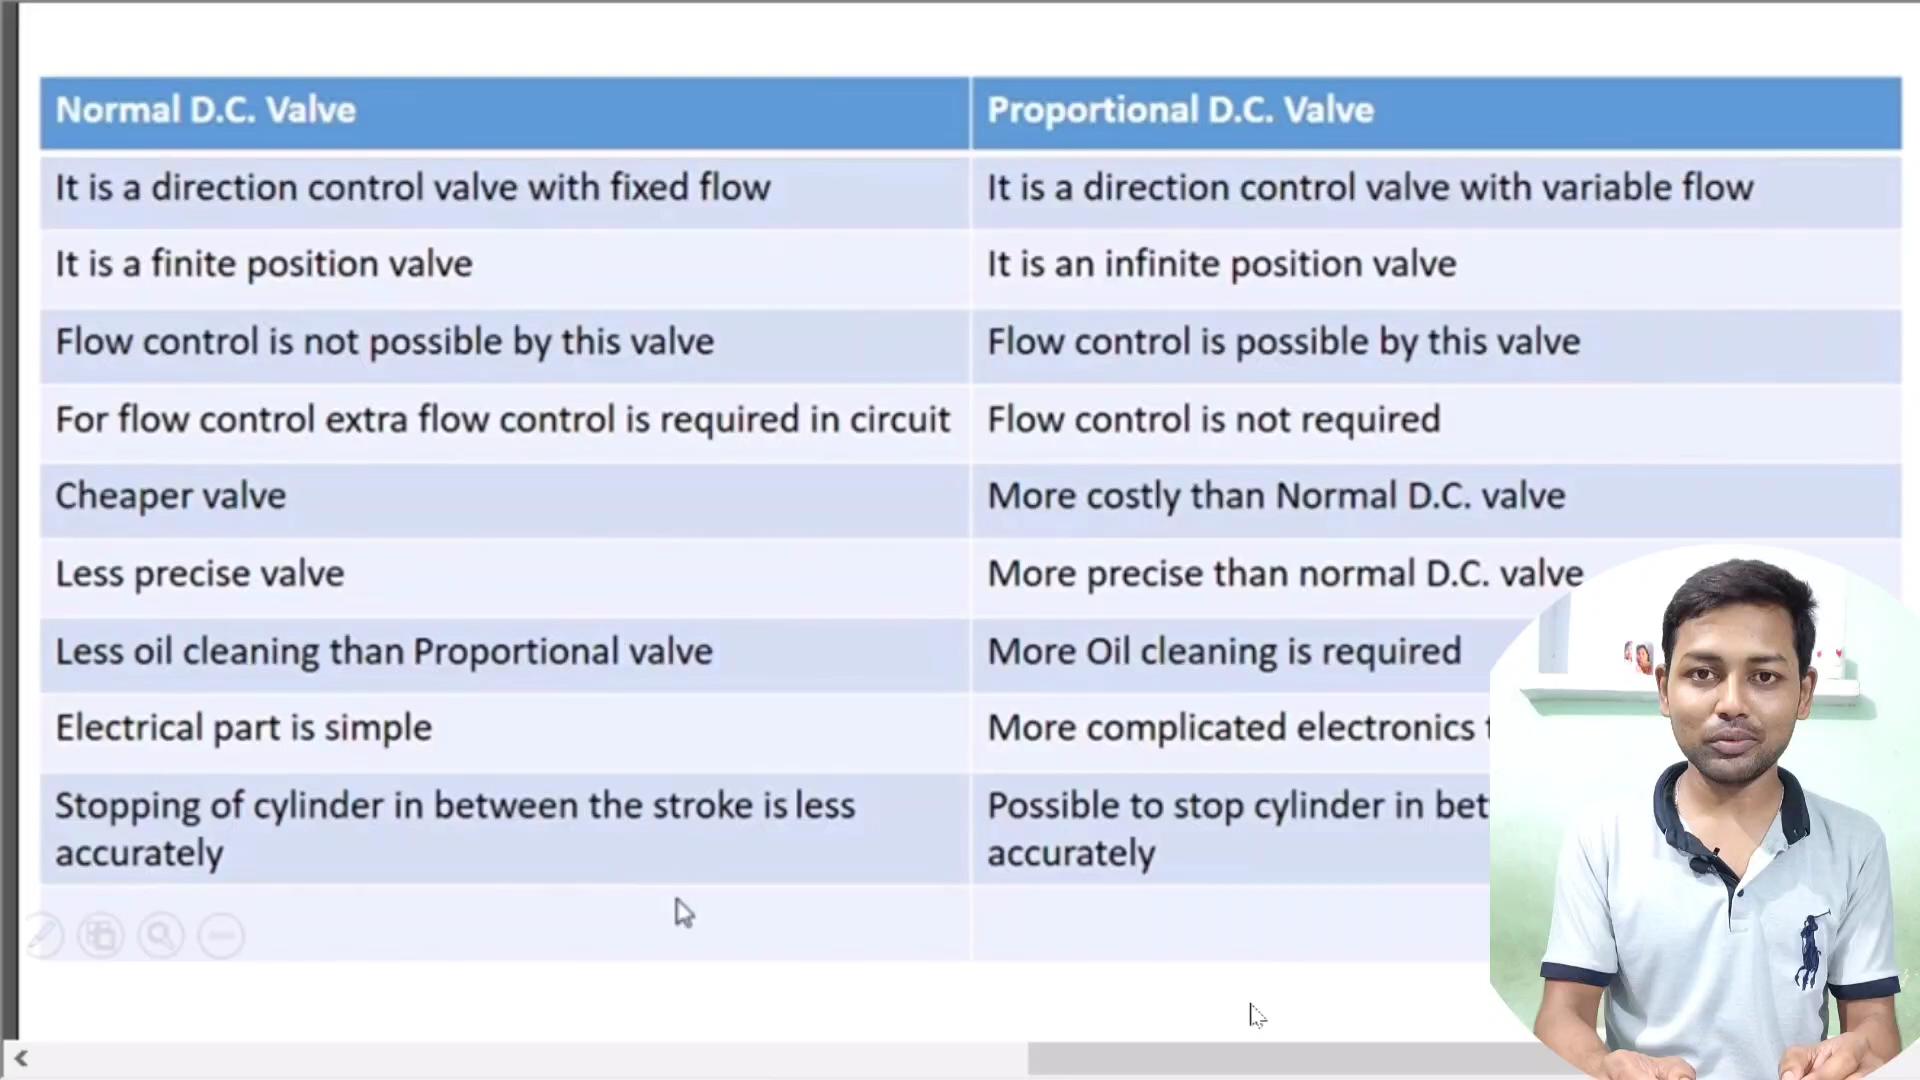 Normal D.C. Valve
Proportional D.C. Valve
It is a direction control valve with fixed flow
It is a direction control valve with variable flow
It is a finite position valve
It is an infinite position valve
Flow control is not possible by this valve
Flow control is possible by this valve
For flow control extra flow control is required in circuit
Flow control is not required
Cheaper valve
More costly than Normal D.C. valve
Less precise valve
More precise than normal D.C. valve
Less oil cleaning than Proportional valve
More Oil cleaning is required
Electrical part is simple
More complicated electronics
Stopping of cylinder in between the stroke is less
accurately
Possible to stop cylinder in
accurately